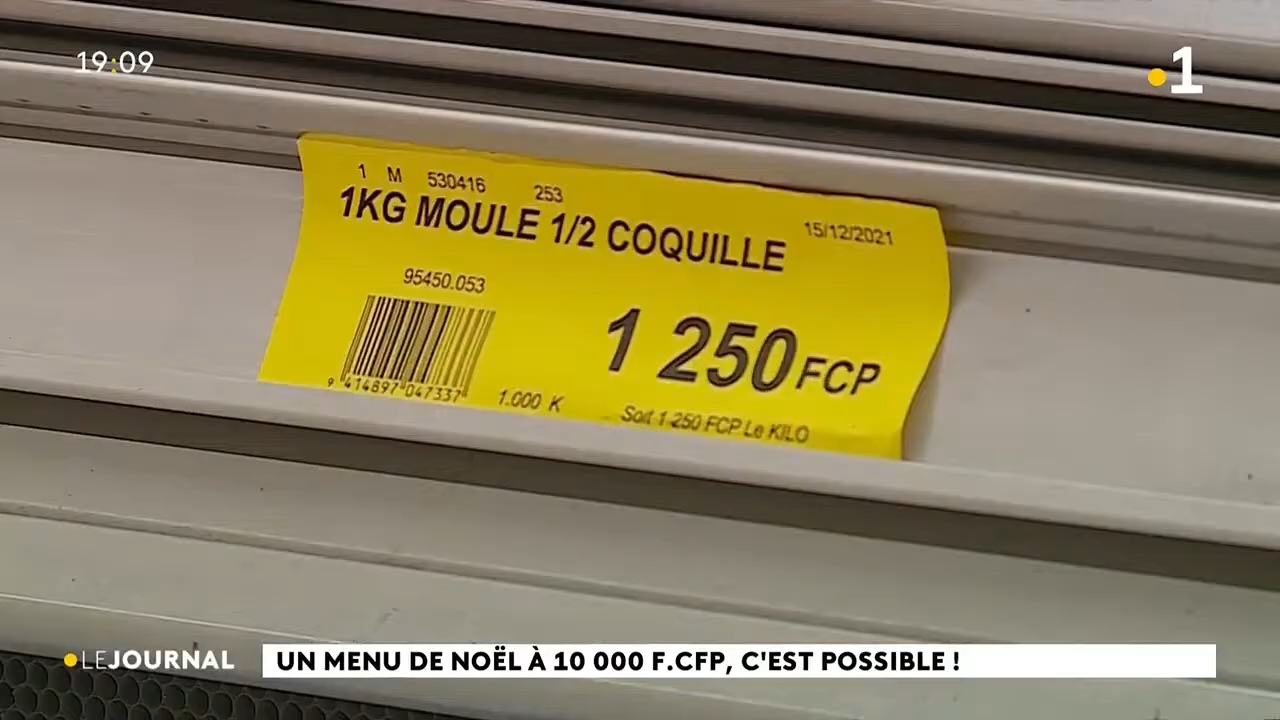 19:09
1
1 M 530416 253
1KG MOULE 1/2 COQUILLE
15/12/2021
95450.053
1 250 FCP
9 414897 047337
1.000 K
Soit 1 250 FCP Le KILO
LE JOURNAL
UN MENU DE NOËL À 10 000 F.CFP, C'EST POSSIBLE !